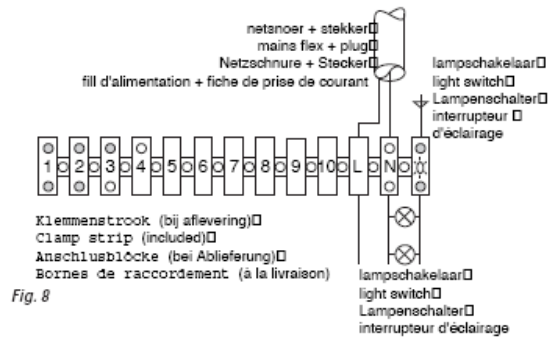 netsnoer + stekker
mains flex + plug
Netzschnure + Stecker
fill d'alimentation + fiche de prise de courant
lampschakelaar
light switch
Lampenschalter
interrupteur
d'éclairage
1 2 3 4 5 6 7 8 9 10 L N
Klemmenstrook (bij aflevering)
Clamp strip (included)
Anschlusblöcke (bei Ablieferung)
Bornes de raccordement (à la livraison)
lampschakelaar
light switch
Lampenschalter
interrupteur d'éclairage
Fig. 8